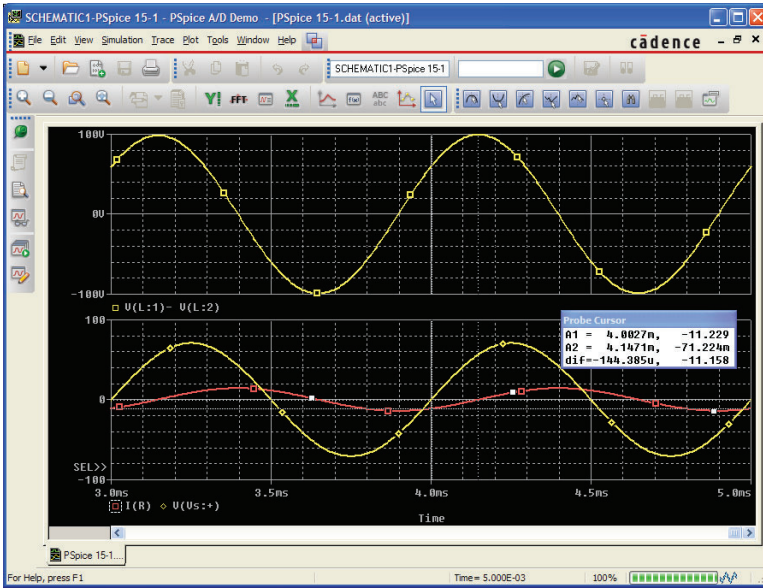 SCHEMATIC1-PSpice 15-1 - PSpice A/D Demo - [PSpice 15-1.dat (active)]
File Edit View Simulation Trace Plot Tools Window Help
cādence
SCHEMATIC1-PSpice 15-1
FFT
ABC
abc
100V
0V
-100V
V(L:1)- V(L:2)
100
Probe Cursor
A1 = 4.0027m, -11.229
A2 = 4.1471m, -71.224m
dif=-144.385u, -11.158
0
SEL>>
-100
3.0ms 3.5ms 4.0ms 4.5ms 5.0ms
I(R) V(Vs:+)
Time
PSpice 15-1....
For Help, press F1 Time= 5.000E-03 100%